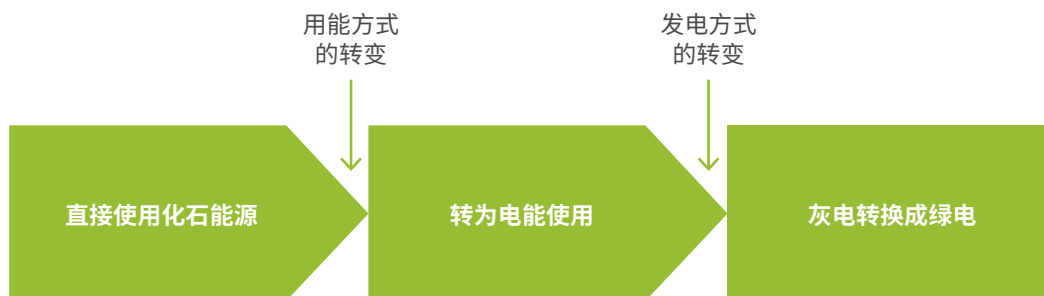 用能方式
的转变
发电方式
的转变
直接使用化石能源
转为电能使用
灰电转换成绿电